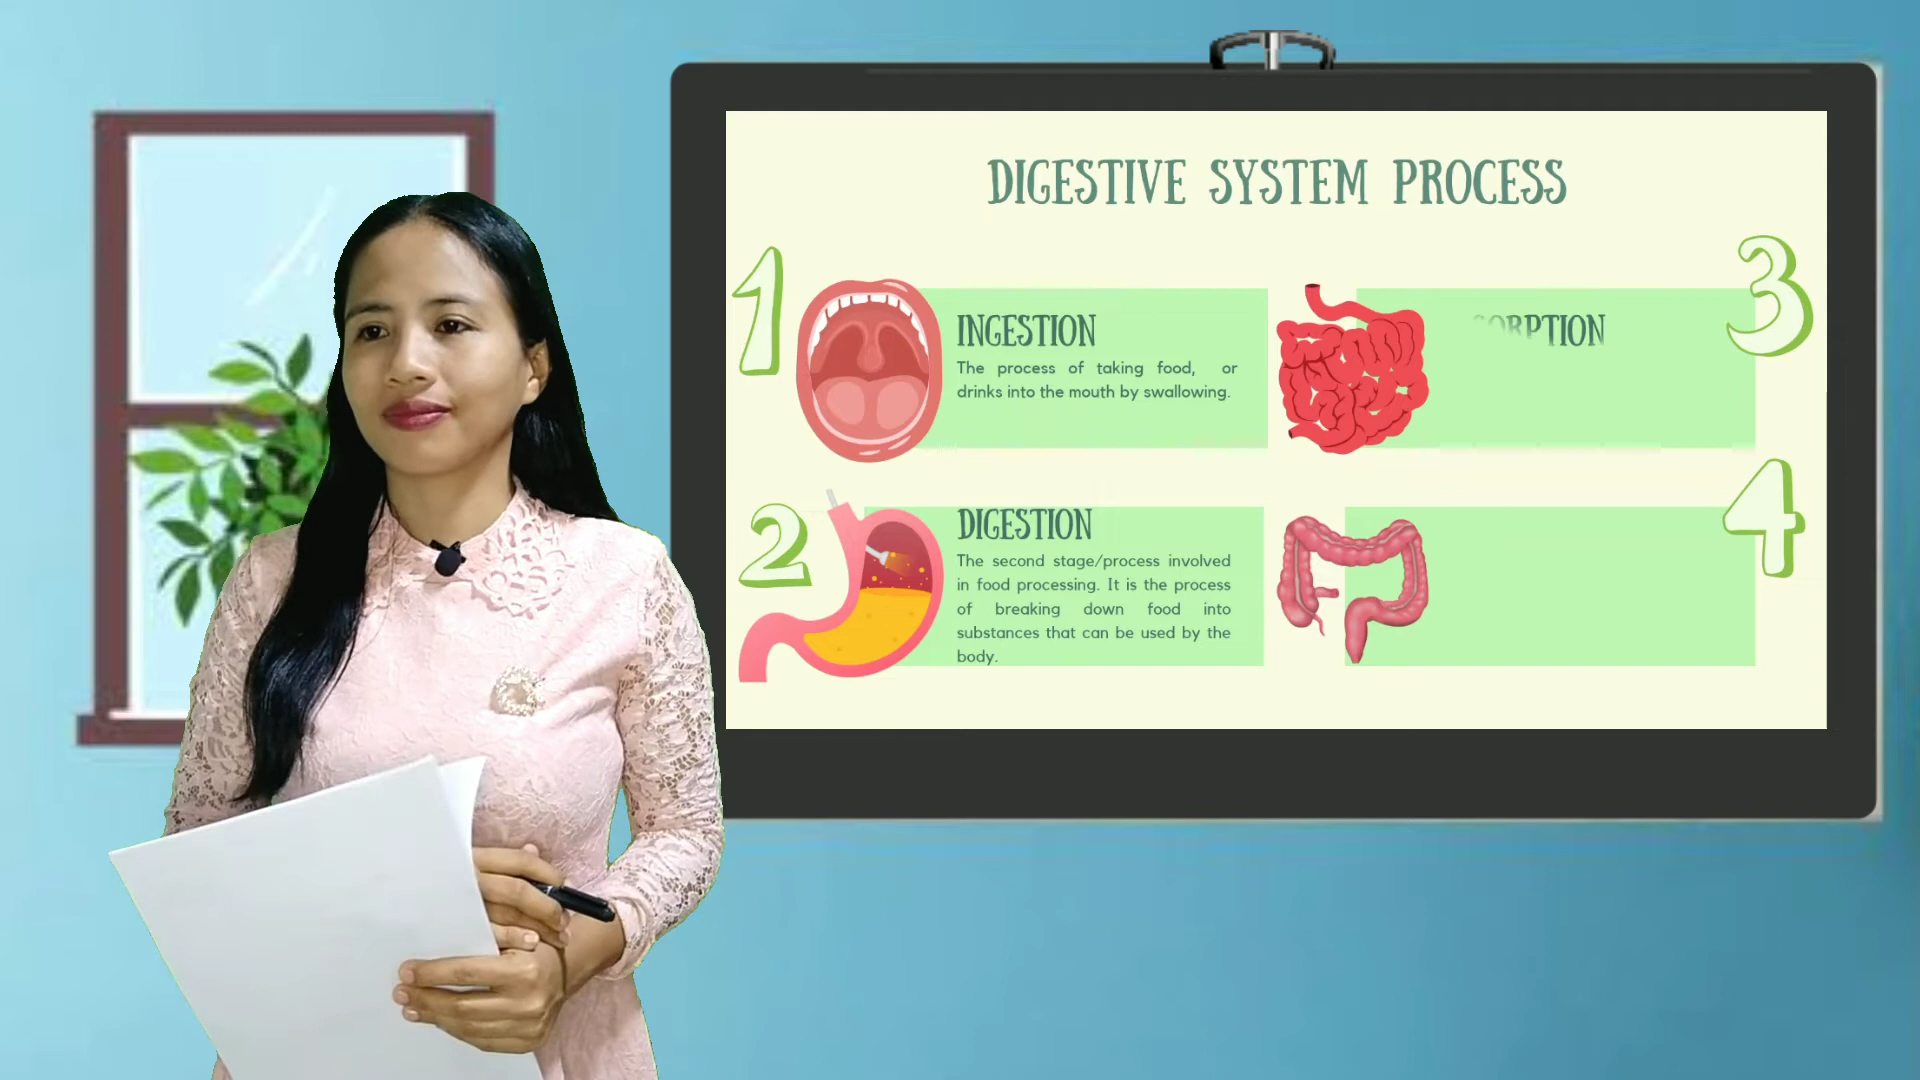 DIGESTIVE SYSTEM PROCESS
1
INGESTION
The process of taking food, or
drinks into the mouth by swallowing.
2
DIGESTION
The second stage/process involved
in food processing. It is the process
of breaking down food into
substances that can be used by the
body.
3
4